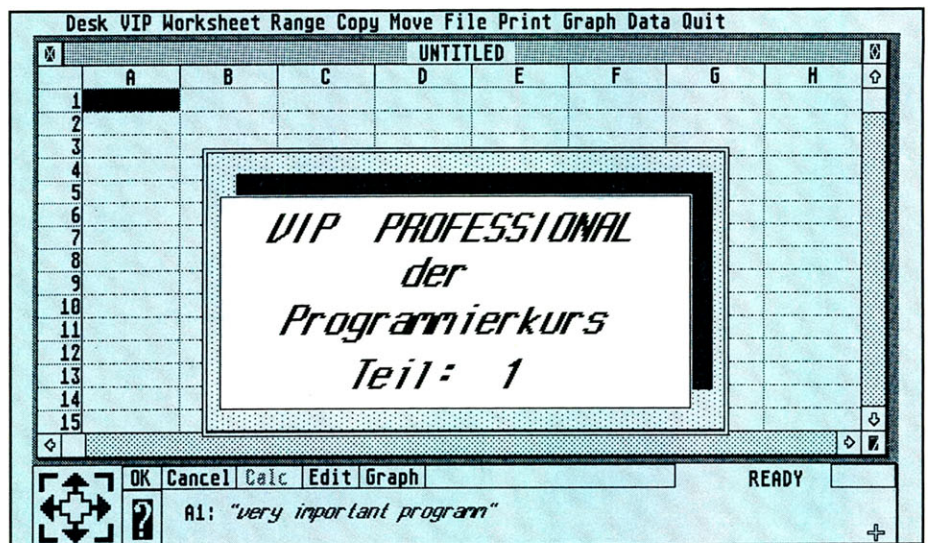 Desk VIP Worksheet Range Copy Move File Print Graph Data Quit
UNTITLED
A B C D E F G H
1
2
3
4
5
6
7
8
9
10
11
12
13
14
15
VIP PROFESSIONAL
der
Programmierkurs
Teil: 1
OK Cancel Calc Edit Graph READY
? A1: "very important programm"